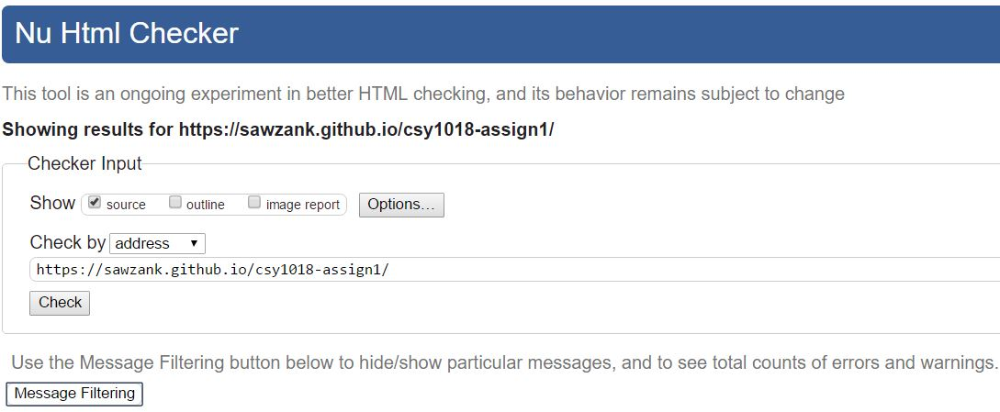 Nu Html Checker
This tool is an ongoing experiment in better HTML checking, and its behavior remains subject to change
Showing results for https://sawzank.github.io/csy1018-assign1/
Checker Input
Show source outline image report Options...
Check by address
https://sawzank.github.io/csy1018-assign1/
Check
Use the Message Filtering button below to hide/show particular messages, and to see total counts of errors and warnings.
Message Filtering